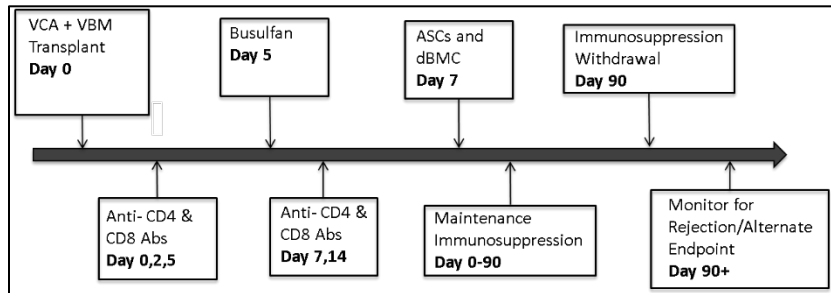 VCA + VBM
Transplant
Day 0
Busulfan
Day 5
ASCs and
dBMC
Day 7
Immunosuppression
Withdrawal
Day 90
Anti- CD4 &
CD8 Abs
Day 0,2,5
Anti- CD4 &
CD8 Abs
Day 7,14
Maintenance
Immunosuppression
Day 0-90
Monitor for
Rejection/Alternate
Endpoint
Day 90+